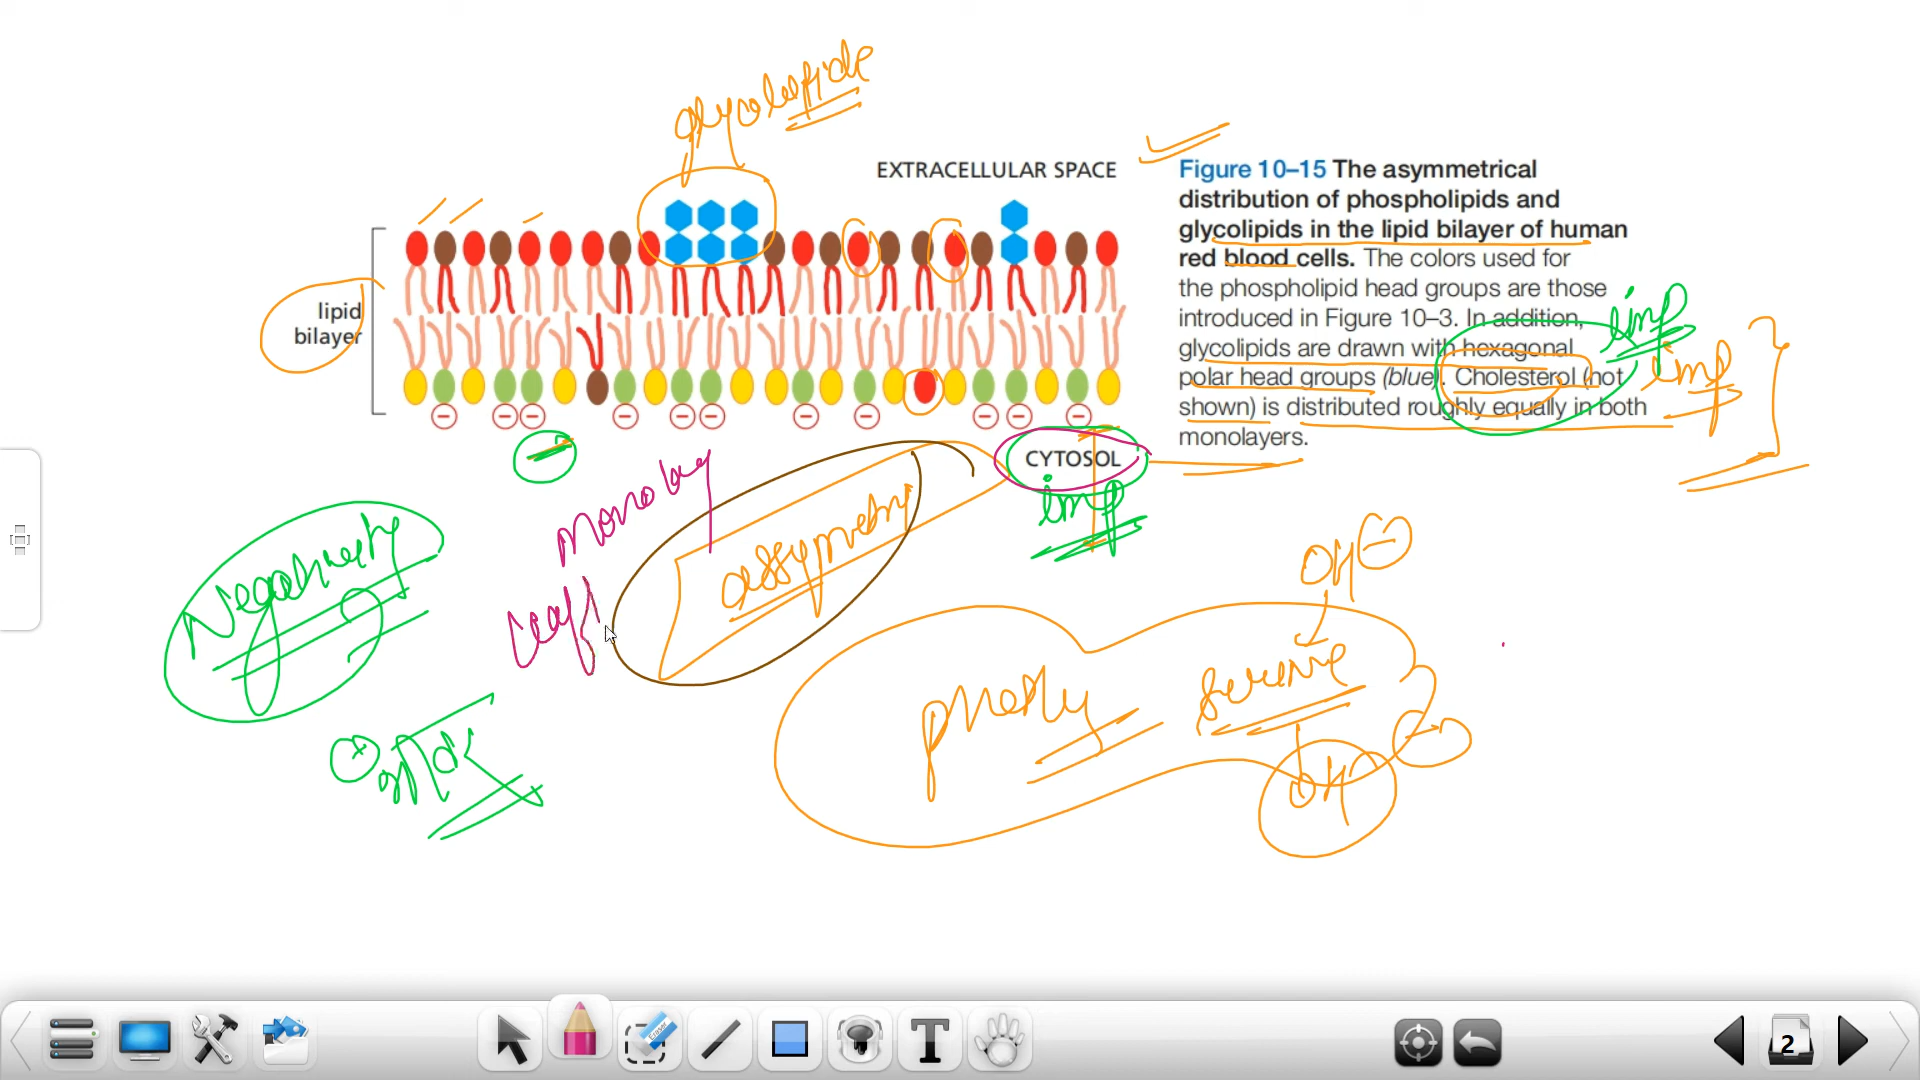 glycolepide
EXTRACELLULAR SPACE
lipid
bilayer
CYTOSOL
Figure 10–15 The asymmetrical
distribution of phospholipids and
glycolipids in the lipid bilayer of human
red blood cells. The colors used for
the phospholipid head groups are those
introduced in Figure 10–3. In addition,
glycolipids are drawn with hexagonal
polar head groups (blue). Cholesterol (not
shown) is distributed roughly equally in both
monolayers.
imp
imp
imp
monolay
assymetry
OH
serine
OH
2
T
Eraser